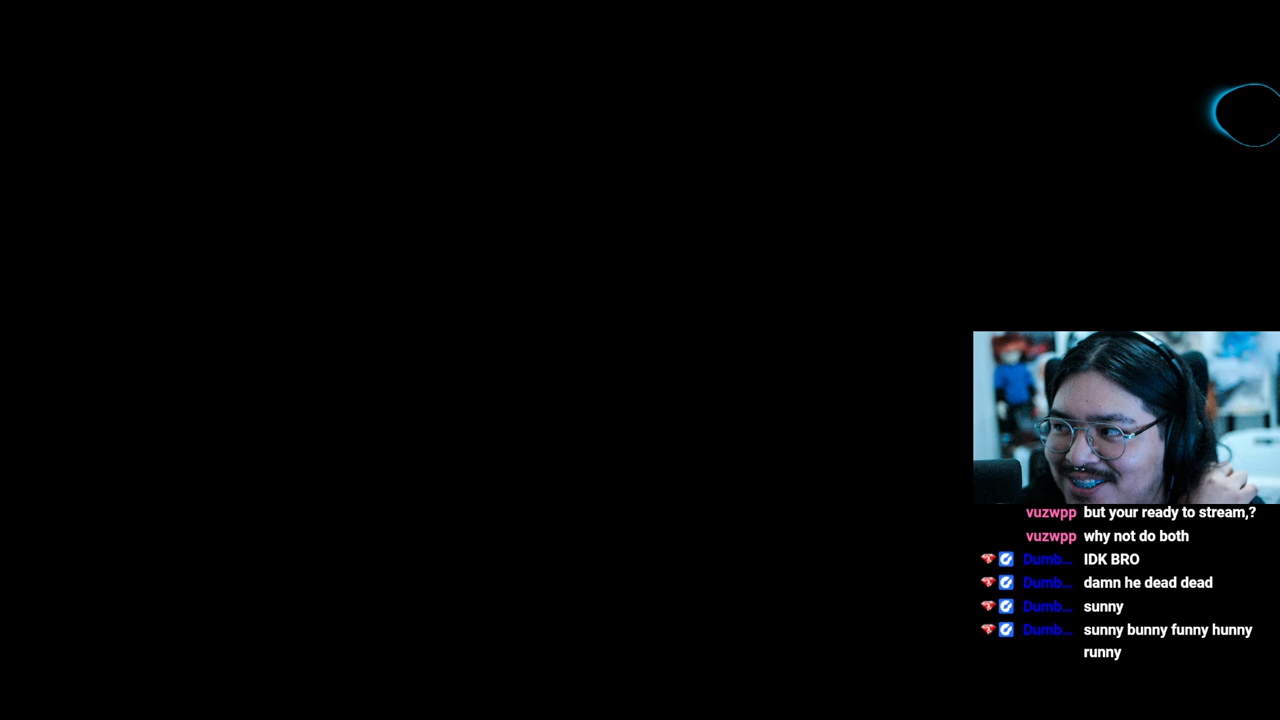 vuzwpp but your ready to stream,?
vuzwpp why not do both
Dumb... IDK BRO
Dumb... damn he dead dead
Dumb... sunny
Dumb... sunny bunny funny hunny
runny